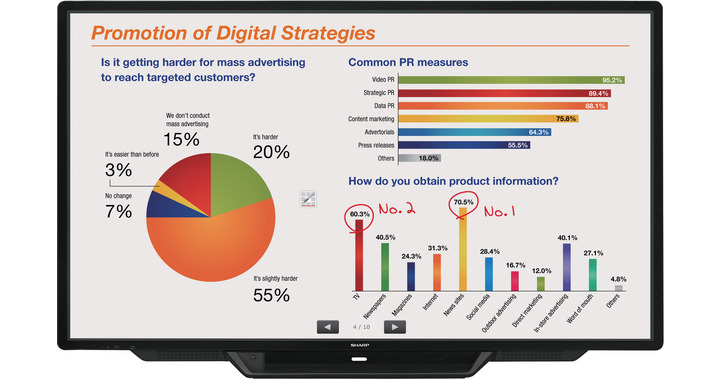 Promotion of Digital Strategies
Is it getting harder for mass advertising
to reach targeted customers?
We don't conduct
mass advertising
15%
It's harder
20%
It's easier than before
3%
No change
7%
It's slightly harder
55%
Common PR measures
Video PR 95.2%
Strategic PR 89.4%
Data PR 88.1%
Content marketing 75.8%
Advertorials 64.3%
Press releases 55.5%
Others 18.0%
How do you obtain product information?
60.3%
No.2
40.5%
24.3%
31.3%
70.5%
No.1
28.4%
16.7%
12.0%
40.1%
27.1%
4.8%
TV
Newspapers
Magazines
Internet
News sites
Social media
Outdoor advertising
Direct marketing
In-store advertising
Word of mouth
Others
4 / 10
SHARP